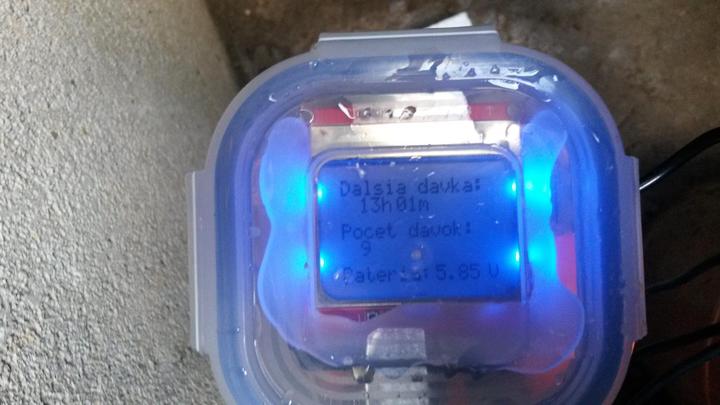 Dalsia davka:
13h01m
Pocet davok:
9
Bateria: 5.85 V